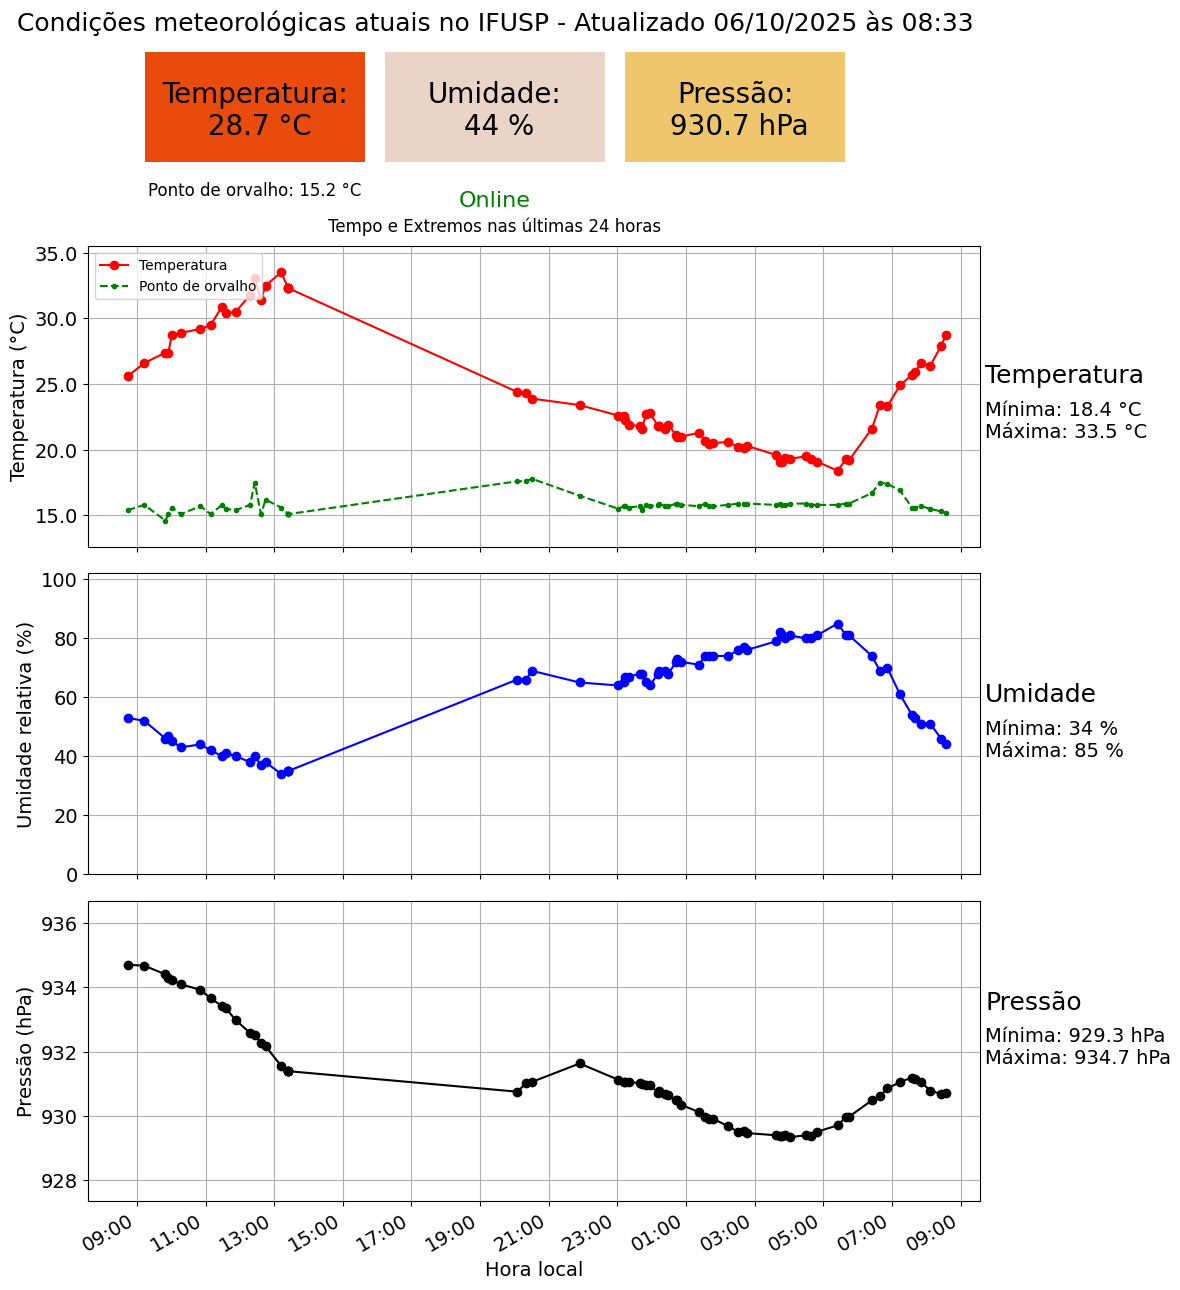 Condições meteorológicas atuais no IFUSP - Atualizado 06/10/2025 às 08:33
Temperatura:
28.7 °C
Umidade:
44 %
Pressão:
930.7 hPa
Ponto de orvalho: 15.2 °C
Online
Tempo e Extremos nas últimas 24 horas
Temperatura (°C)
35.0
30.0
25.0
20.0
15.0
Temperatura
Ponto de orvalho
Temperatura
Mínima: 18.4 °C
Máxima: 33.5 °C
Umidade relativa (%)
100
80
60
40
20
0
Umidade
Mínima: 34 %
Máxima: 85 %
Pressão (hPa)
936
934
932
930
928
Pressão
Mínima: 929.3 hPa
Máxima: 934.7 hPa
09:00 11:00 13:00 15:00 17:00 19:00 21:00 23:00 01:00 03:00 05:00 07:00 09:00
Hora local